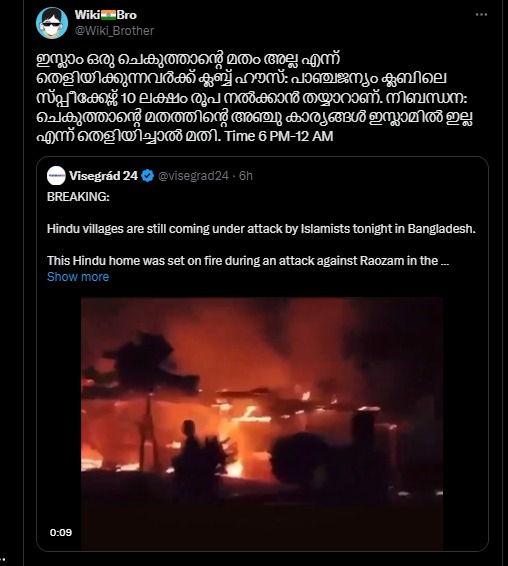 Wiki🇮🇳Bro
@Wiki_Brother
ഇസ്ലാം ഒരു ചെകുത്താന്റെ മതം അല്ല എന്ന്
തെളിയിക്കുന്നവർക്ക് ക്ലബ്ബ് ഹൗസ്: പാഞ്ചജന്യം ക്ലബിലെ
സ്പ്പീക്കേഴ്സ് 10 ലക്ഷം രൂപ നൽകാൻ തയ്യാറാണ്. നിബന്ധന:
ചെകുത്താന്റെ മതത്തിന്റെ അഞ്ചു കാര്യങ്ങൾ ഇസ്ലാമിൽ ഇല്ല
എന്ന് തെളിയിച്ചാൽ മതി. Time 6 PM-12 AM
Visegrád 24 @visegrad24 · 6h
BREAKING:
Hindu villages are still coming under attack by Islamists tonight in Bangladesh.
This Hindu home was set on fire during an attack against Raozam in the ...
Show more
0:09